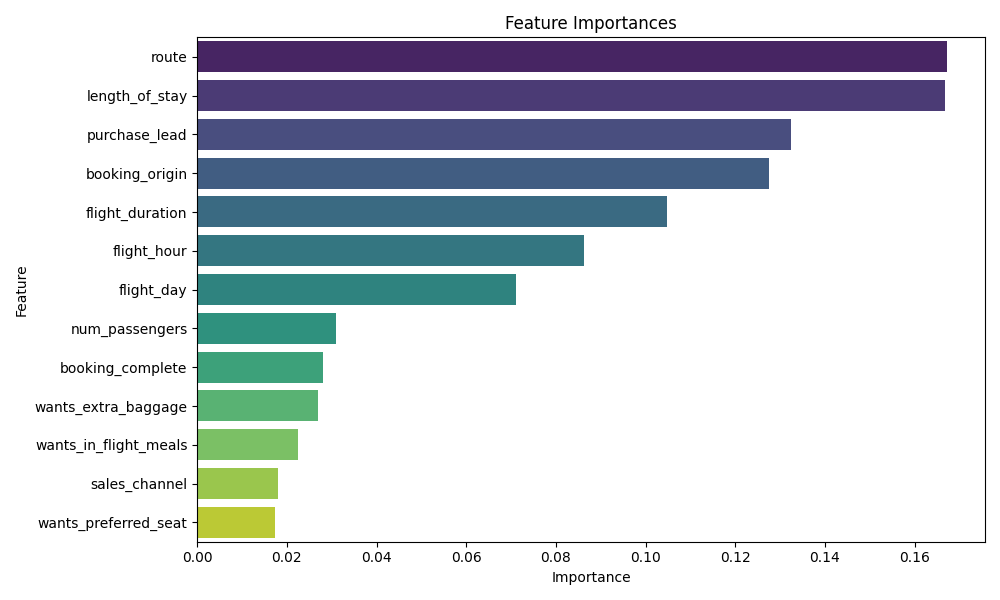 Feature Importances
route
length_of_stay
purchase_lead
booking_origin
flight_duration
flight_hour
flight_day
num_passengers
booking_complete
wants_extra_baggage
wants_in_flight_meals
sales_channel
wants_preferred_seat
Feature
0.00 0.02 0.04 0.06 0.08 0.10 0.12 0.14 0.16
Importance